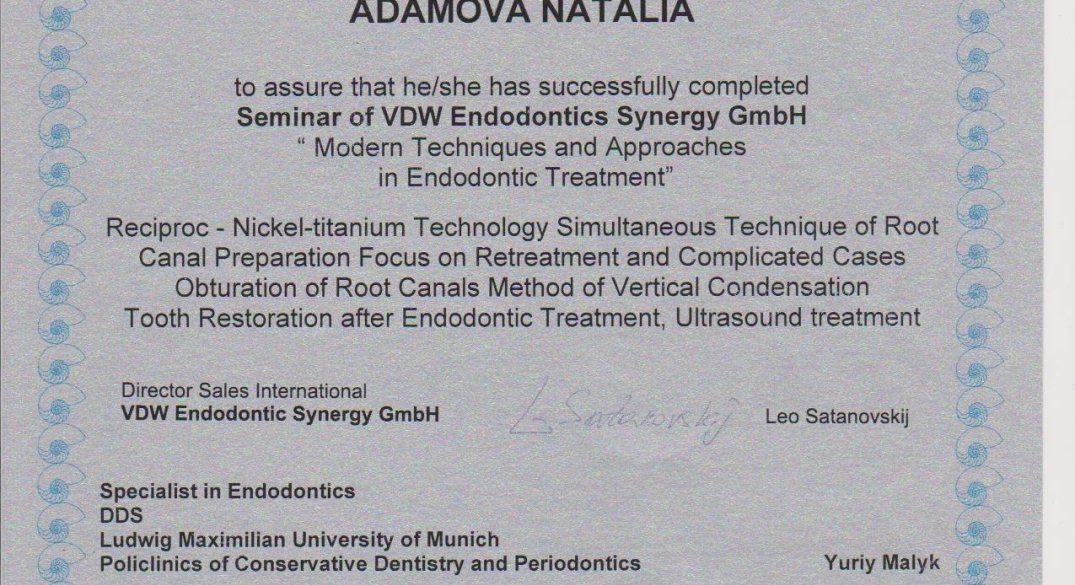 ADAMOVA NATALIA
to assure that he/she has successfully completed
Seminar of VDW Endodontics Synergy GmbH
“ Modern Techniques and Approaches
in Endodontic Treatment”
Reciproc - Nickel-titanium Technology Simultaneous Technique of Root
Canal Preparation Focus on Retreatment and Complicated Cases
Obturation of Root Canals Method of Vertical Condensation
Tooth Restoration after Endodontic Treatment, Ultrasound treatment
Director Sales International
VDW Endodontic Synergy GmbH
L Satanovskij
Leo Satanovskij
Specialist in Endodontics
DDS
Ludwig Maximilian University of Munich
Policlinics of Conservative Dentistry and Periodontics
Yuriy Malyk